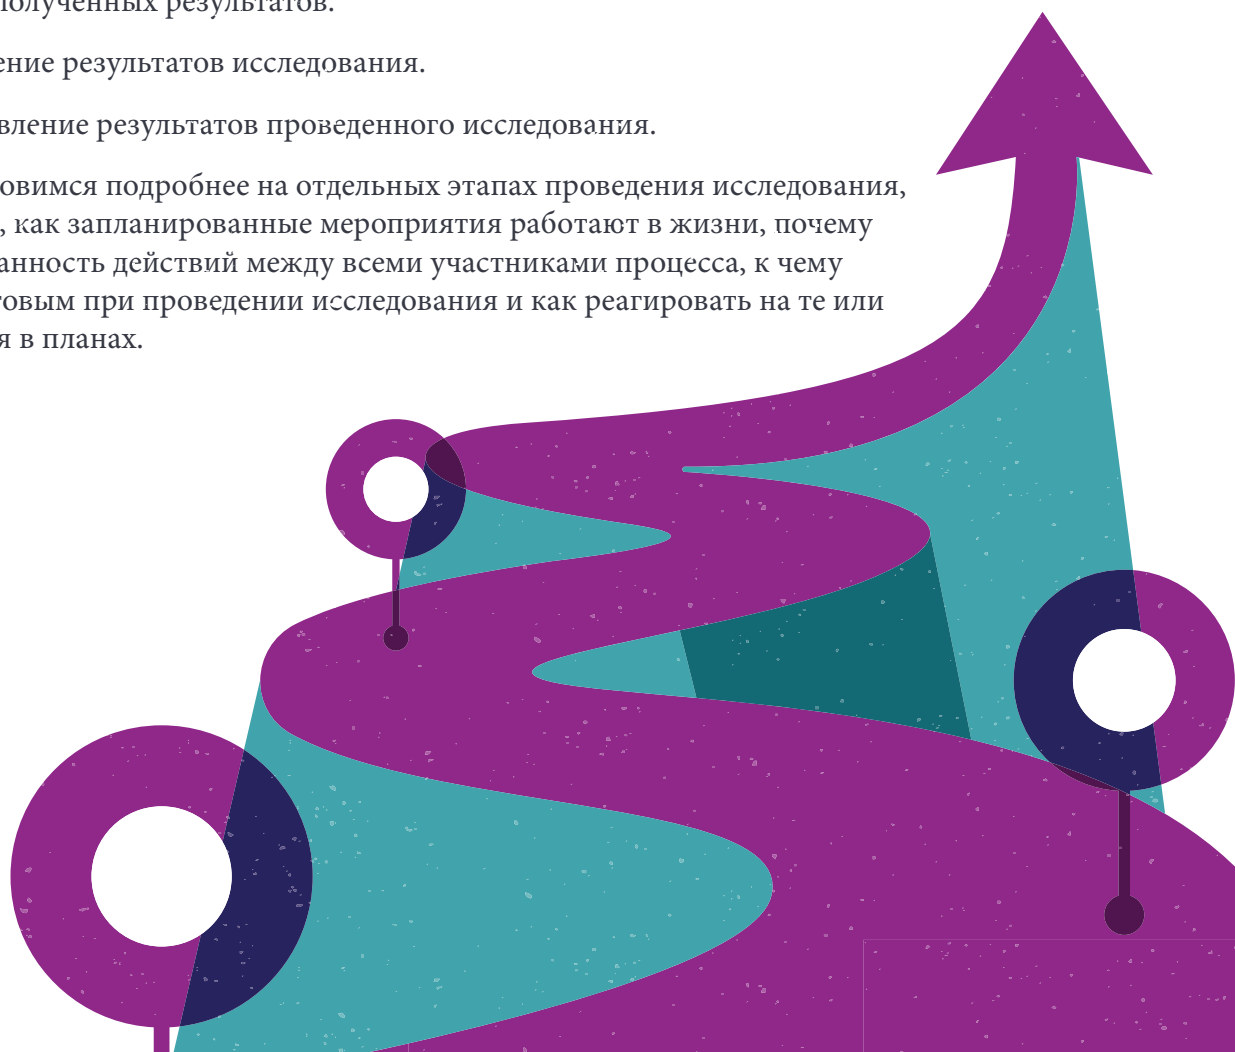 полученных результатов.
ение результатов исследования.
вление результатов проведенного исследования.
овимся подробнее на отдельных этапах проведения исследования,
, как запланированные мероприятия работают в жизни, почему
анность действий между всеми участниками процесса, к чему
товым при проведении исследования и как реагировать на те или
я в планах.